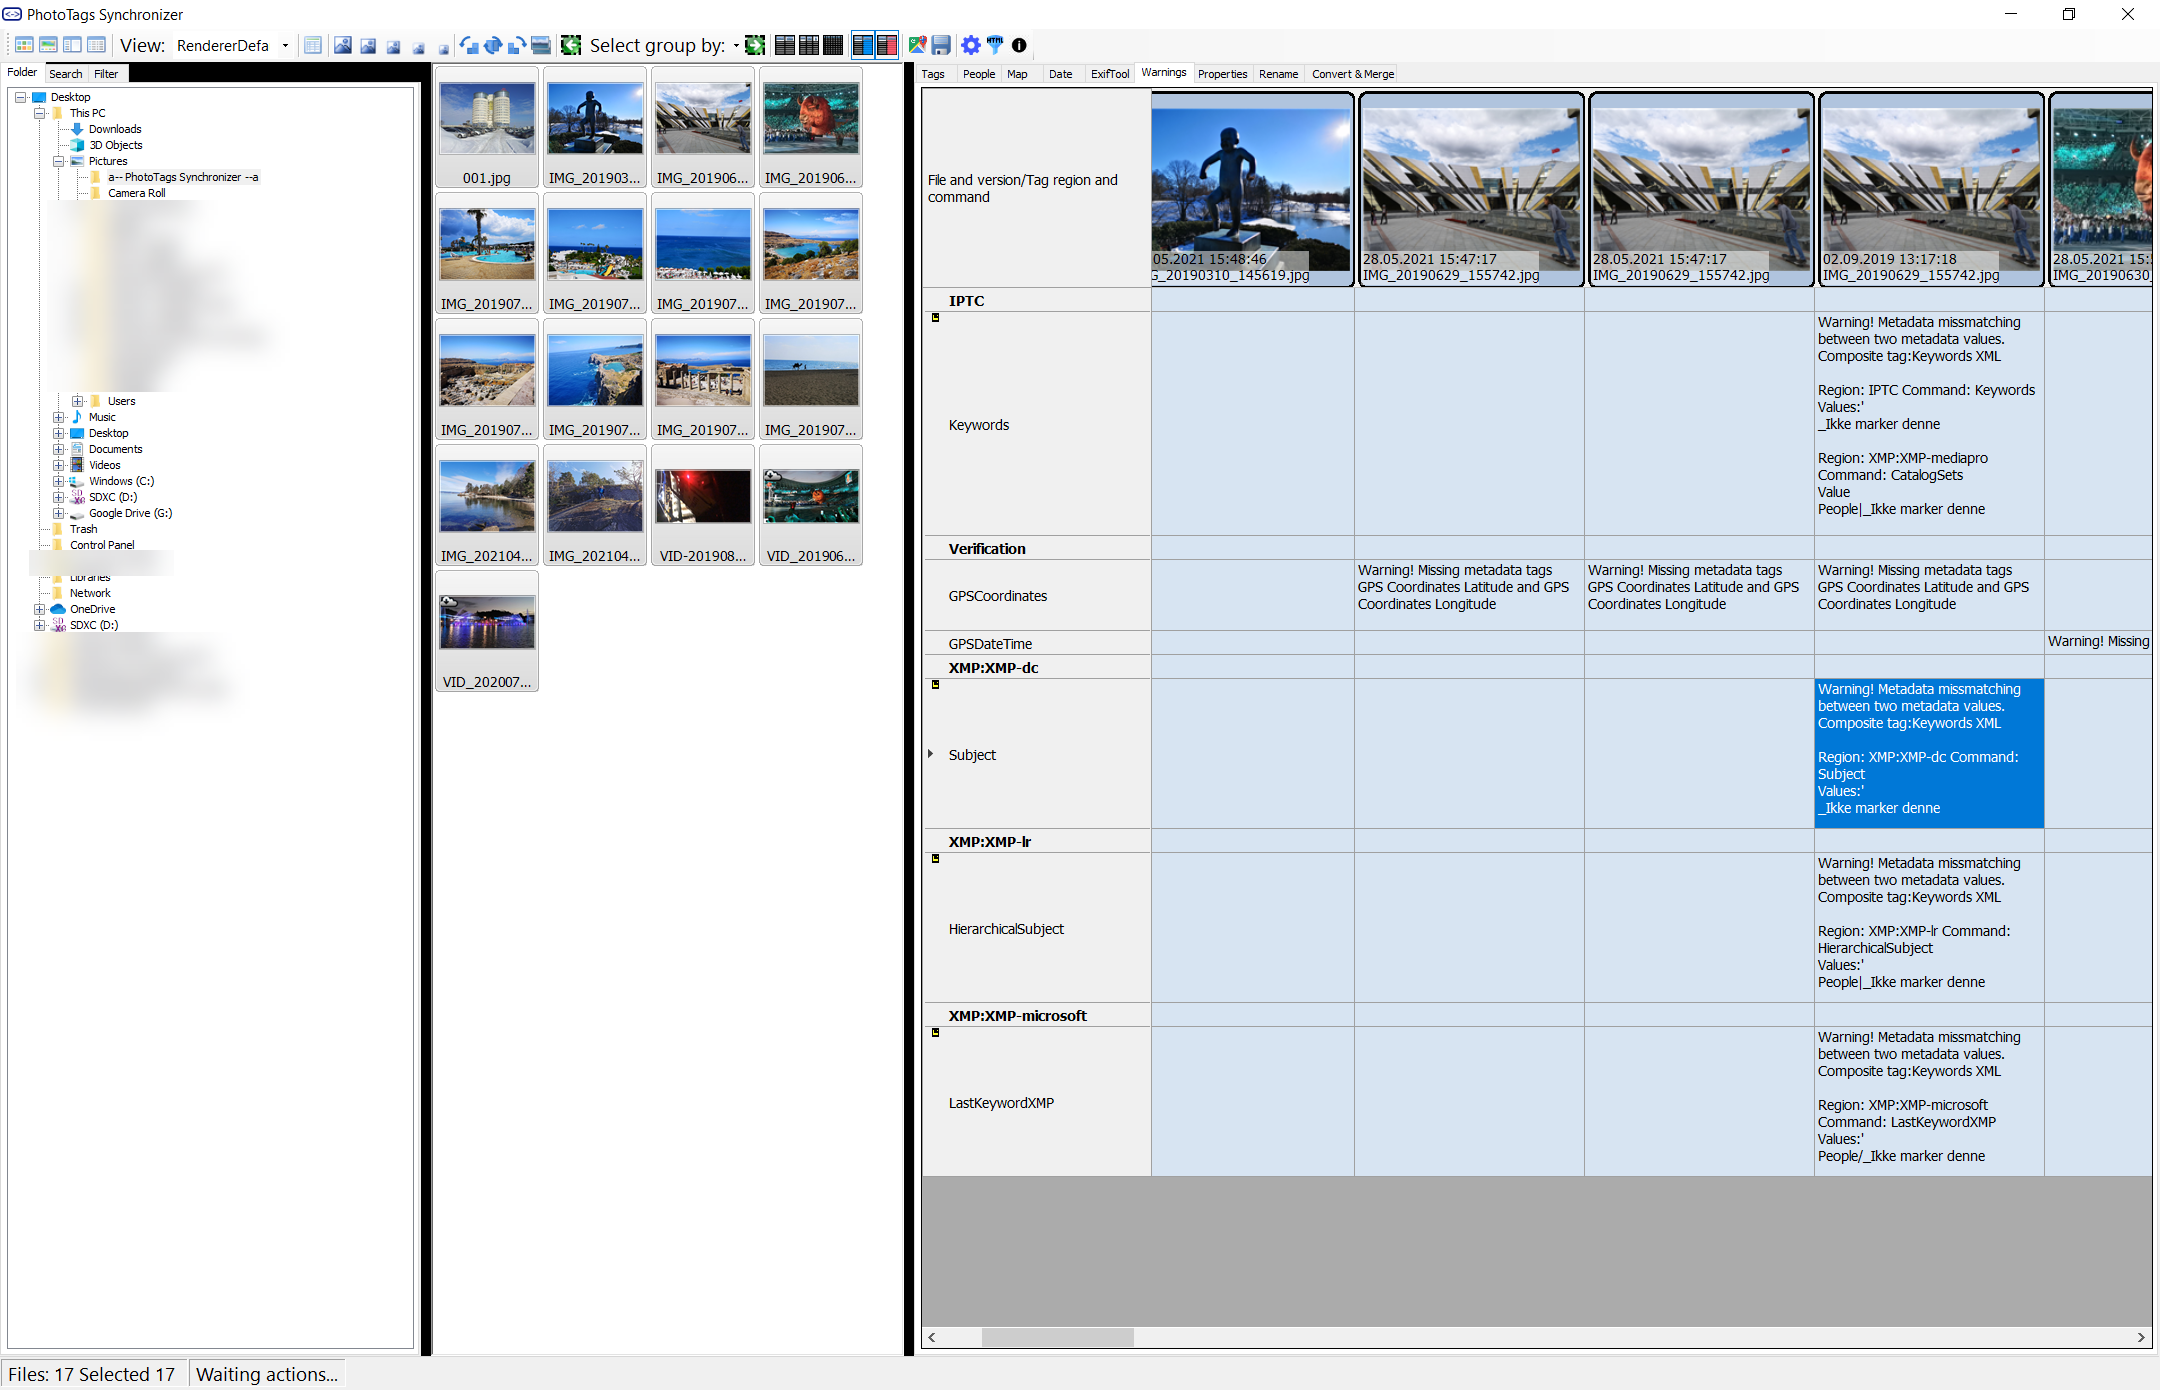 PhotoTags Synchronizer
View: RendererDefa
Select group by:
Folder Search Filter
Desktop
This PC
Downloads
3D Objects
Pictures
a-- PhotoTags Synchronizer --a
Camera Roll
Users
Music
Desktop
Documents
Videos
Windows (C:)
SDXC (D:)
Google Drive (G:)
Trash
Control Panel
Libraries
Network
OneDrive
SDXC (D:)
001.jpg IMG_201903... IMG_201906... IMG_201906...
IMG_201907... IMG_201907... IMG_201907... IMG_201907...
IMG_201907... IMG_201907... IMG_201907... IMG_201907...
IMG_202104... IMG_202104... VID-201908... VID_201906...
VID_202007...
Tags People Map Date ExifTool Warnings Properties Rename Convert & Merge
File and version/Tag region and
command
05.2021 15:48:46
G_20190310_145619.jpg
28.05.2021 15:47:17
IMG_20190629_155742.jpg
28.05.2021 15:47:17
IMG_20190629_155742.jpg
02.09.2019 13:17:18
IMG_20190629_155742.jpg
28.05.2021 15:
IMG_20190630_
IPTC
Keywords
Warning! Metadata missmatching
between two metadata values.
Composite tag:Keywords XML
Region: IPTC Command: Keywords
Values:'
_Ikke marker denne
Region: XMP:XMP-mediapro
Command: CatalogSets
Value
People|_Ikke marker denne
Verification
GPSCoordinates
Warning! Missing metadata tags
GPS Coordinates Latitude and GPS
Coordinates Longitude
Warning! Missing metadata tags
GPS Coordinates Latitude and GPS
Coordinates Longitude
Warning! Missing metadata tags
GPS Coordinates Latitude and GPS
Coordinates Longitude
GPSDateTime
Warning! Missing
XMP:XMP-dc
Subject
Warning! Metadata missmatching
between two metadata values.
Composite tag:Keywords XML
Region: XMP:XMP-dc Command:
Subject
Values:'
_Ikke marker denne
XMP:XMP-lr
HierarchicalSubject
Warning! Metadata missmatching
between two metadata values.
Composite tag:Keywords XML
Region: XMP:XMP-lr Command:
HierarchicalSubject
Values:'
People|_Ikke marker denne
XMP:XMP-microsoft
LastKeywordXMP
Warning! Metadata missmatching
between two metadata values.
Composite tag:Keywords XML
Region: XMP:XMP-microsoft
Command: LastKeywordXMP
Values:'
People/_Ikke marker denne
Files: 17 Selected 17 Waiting actions...